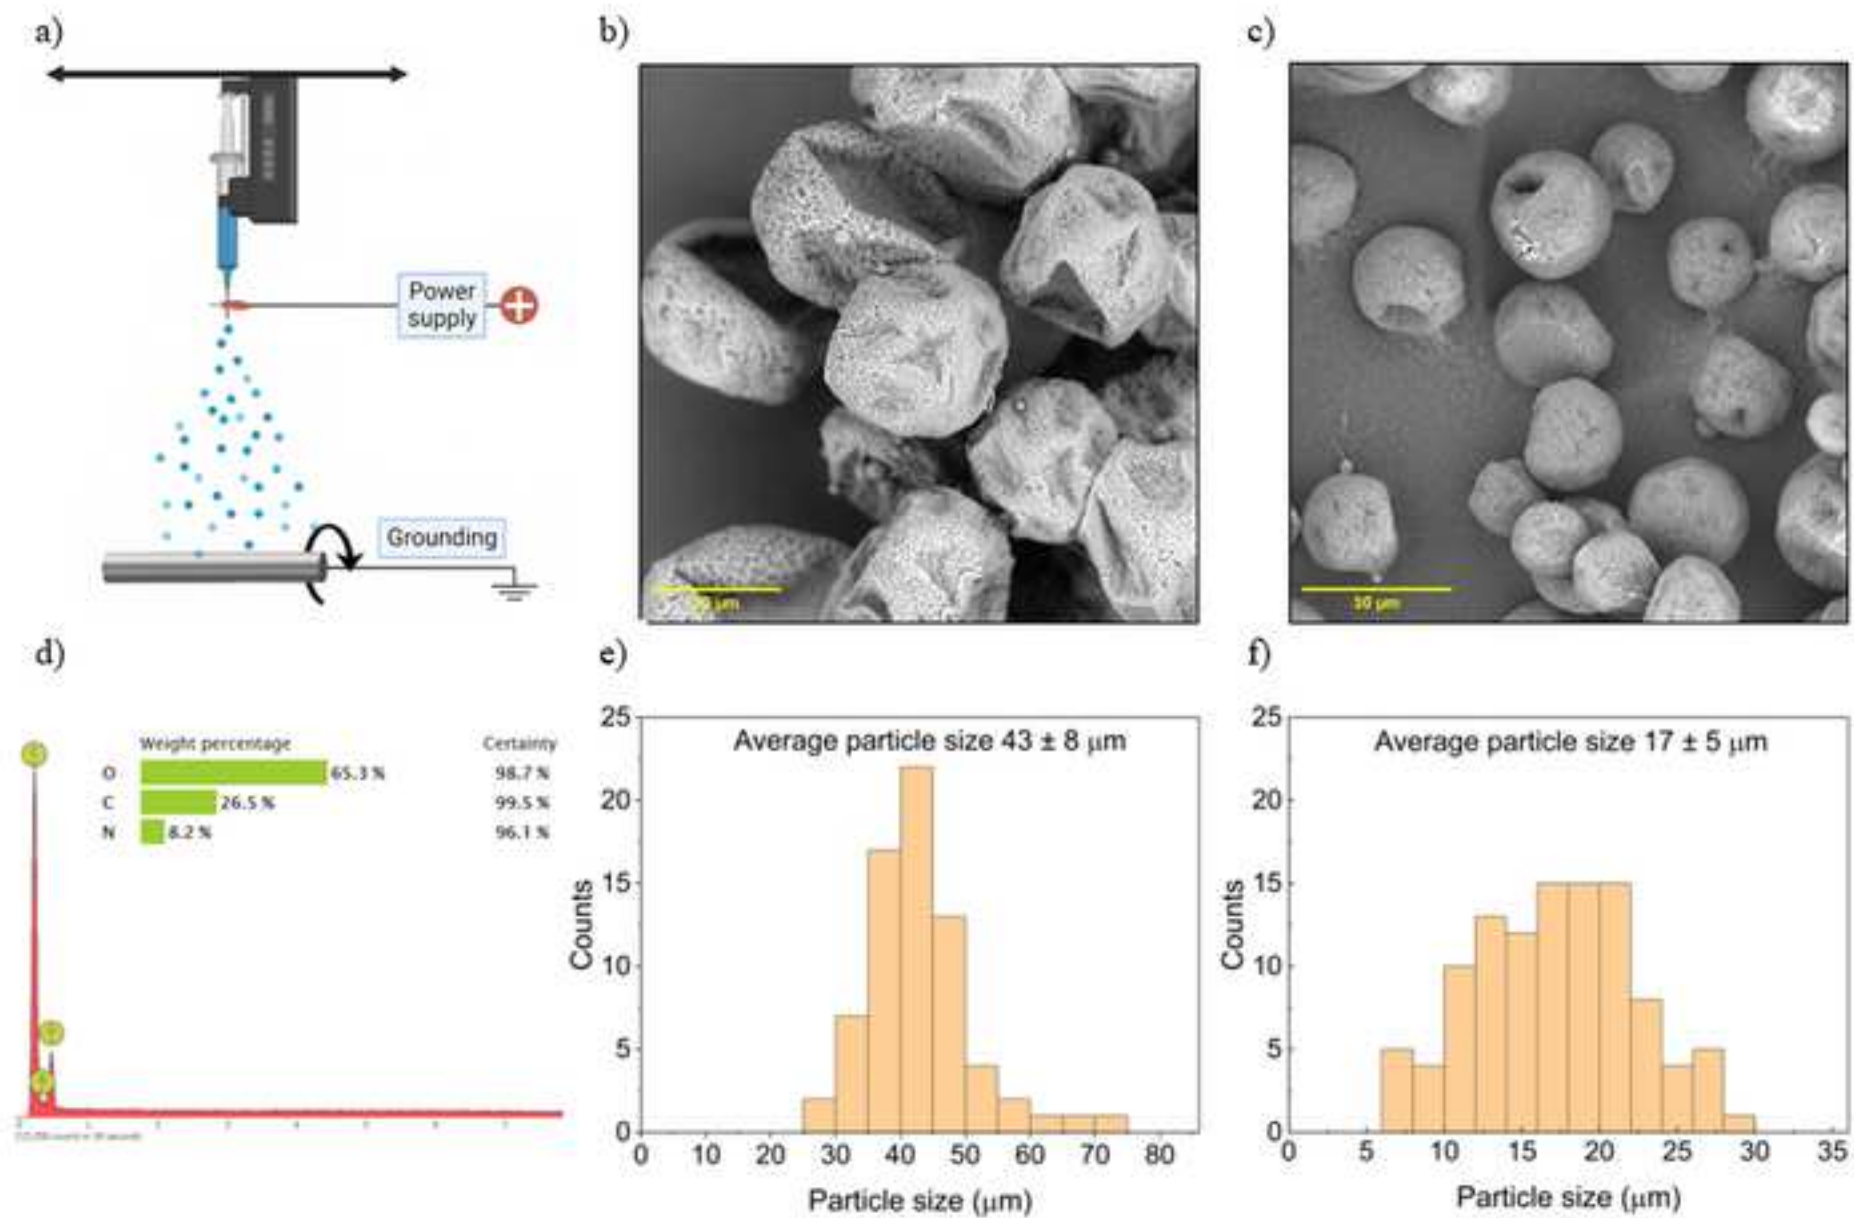 a)
Power
supply
Grounding
b)
µm
c)
d)
Weight percentage Certainty
O 65.3 % 98.7 %
C 26.5 % 99.5 %
N 8.2 % 96.1 %
e)
Average particle size 43 ± 8 µm
25
20
15
10
5
0
Counts
0 10 20 30 40 50 60 70 80
Particle size (µm)
f)
Average particle size 17 ± 5 µm
25
20
15
10
5
0
Counts
0 5 10 15 20 25 30 35
Particle size (µm)